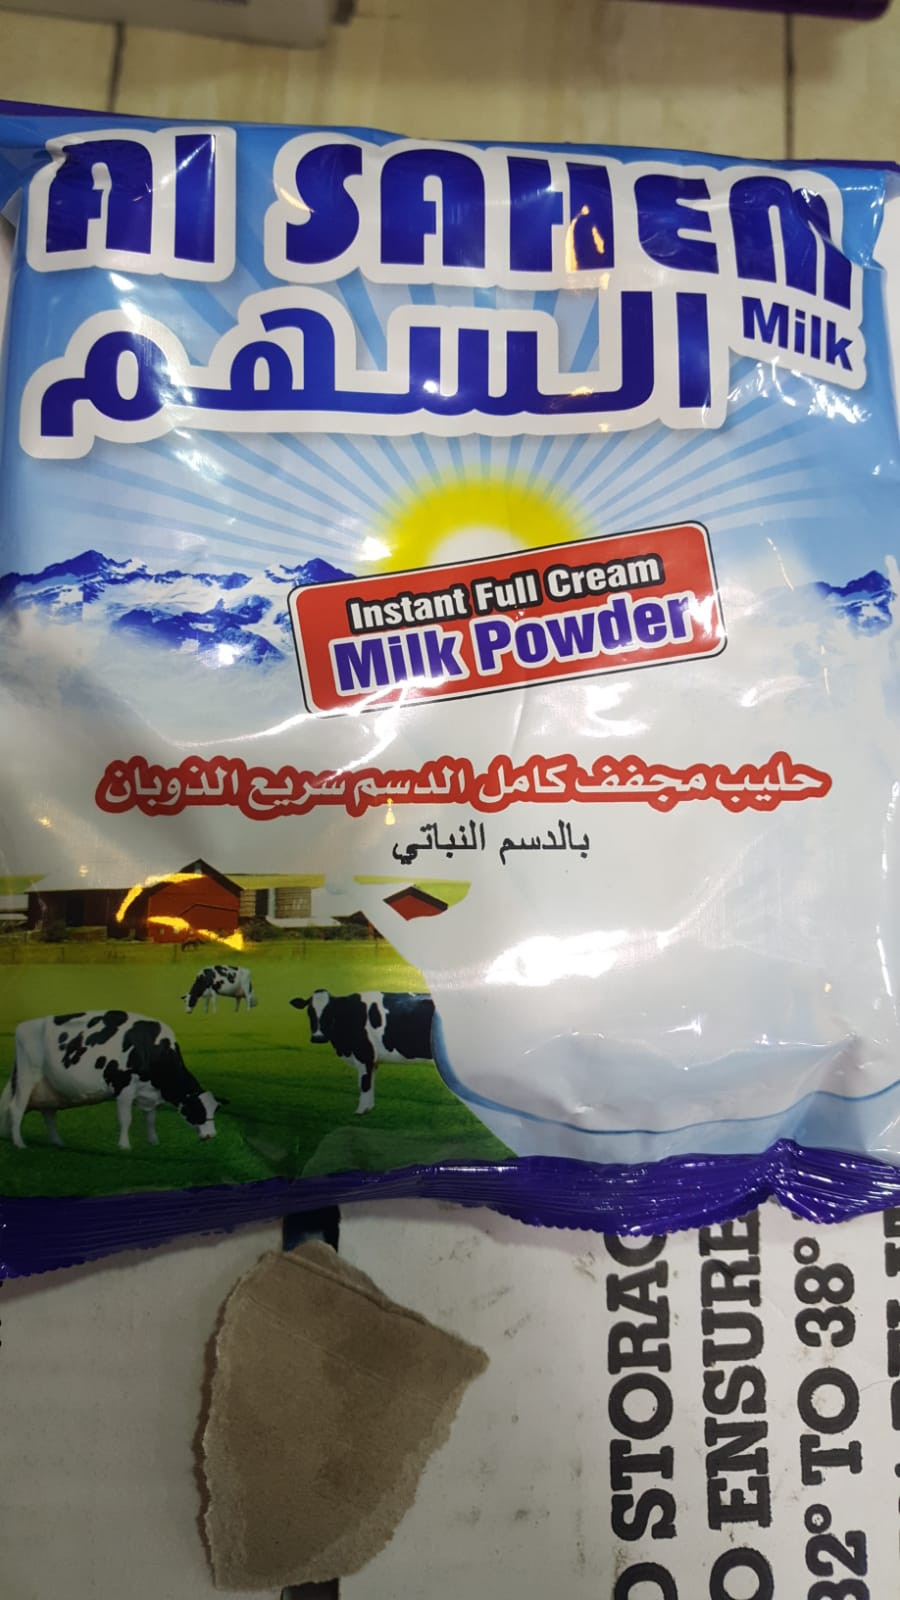 Al SAHEM
Milk
السهم
Instant Full Cream
Milk Powder
حليب مجفف كامل الدسم سريع الذوبان
بالدسم النباتي
STORAG
ENSURE
32° TO 38°